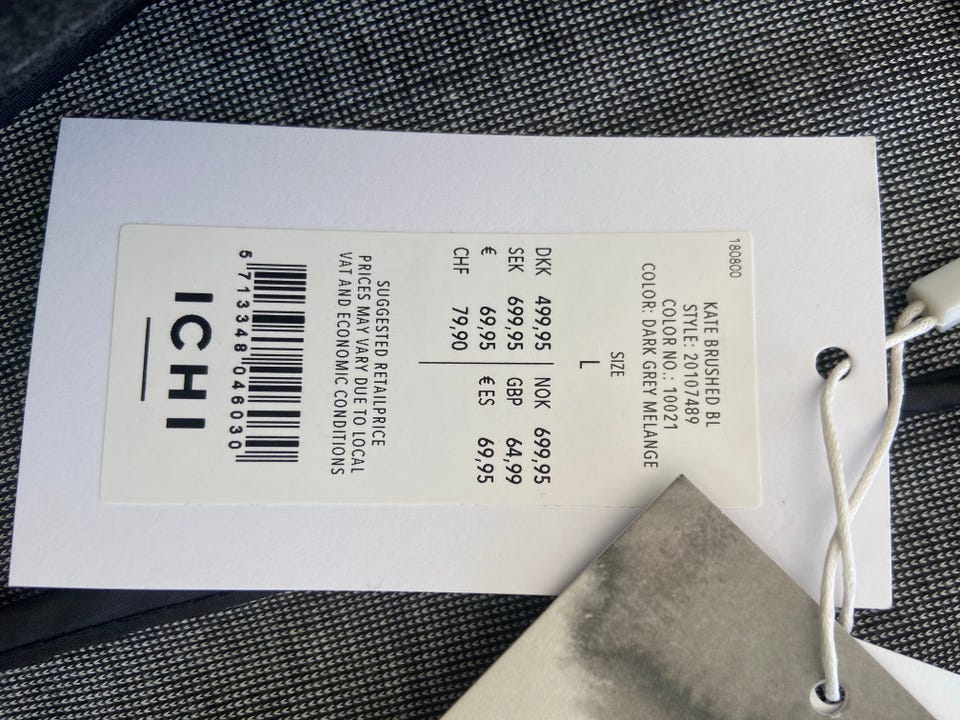 180800
KATE BRUSHED BL
STYLE: 20107489
COLOR NO.: 10021
COLOR: DARK GREY MELANGE
SIZE
L
DKK 499,95 | NOK 699,95
SEK 699,95 | GBP 64,99
€ 69,95 | € ES 69,95
CHF 79,90
SUGGESTED RETAILPRICE
PRICES MAY VARY DUE TO LOCAL
VAT AND ECONOMIC CONDITIONS
5 713348 046030
ICHI